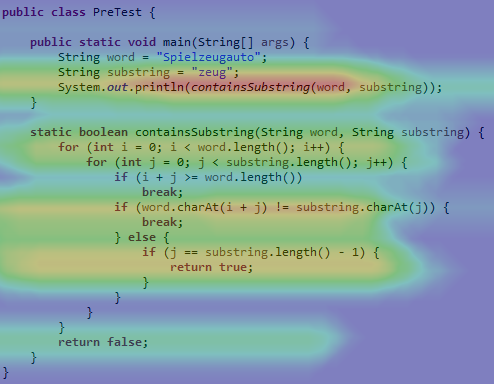 public class PreTest {
public static void main(String[] args) {
String word = "Spielzeugauto";
String substring = "zeug";
System.out.println(containsSubstring(word, substring));
}
static boolean containsSubstring(String word, String substring) {
for (int i = 0; i < word.length(); i++) {
for (int j = 0; j < substring.length(); j++) {
if (i + j >= word.length())
break;
if (word.charAt(i + j) != substring.charAt(j)) {
break;
} else {
if (j == substring.length() - 1) {
return true;
}
}
}
}
return false;
}
}